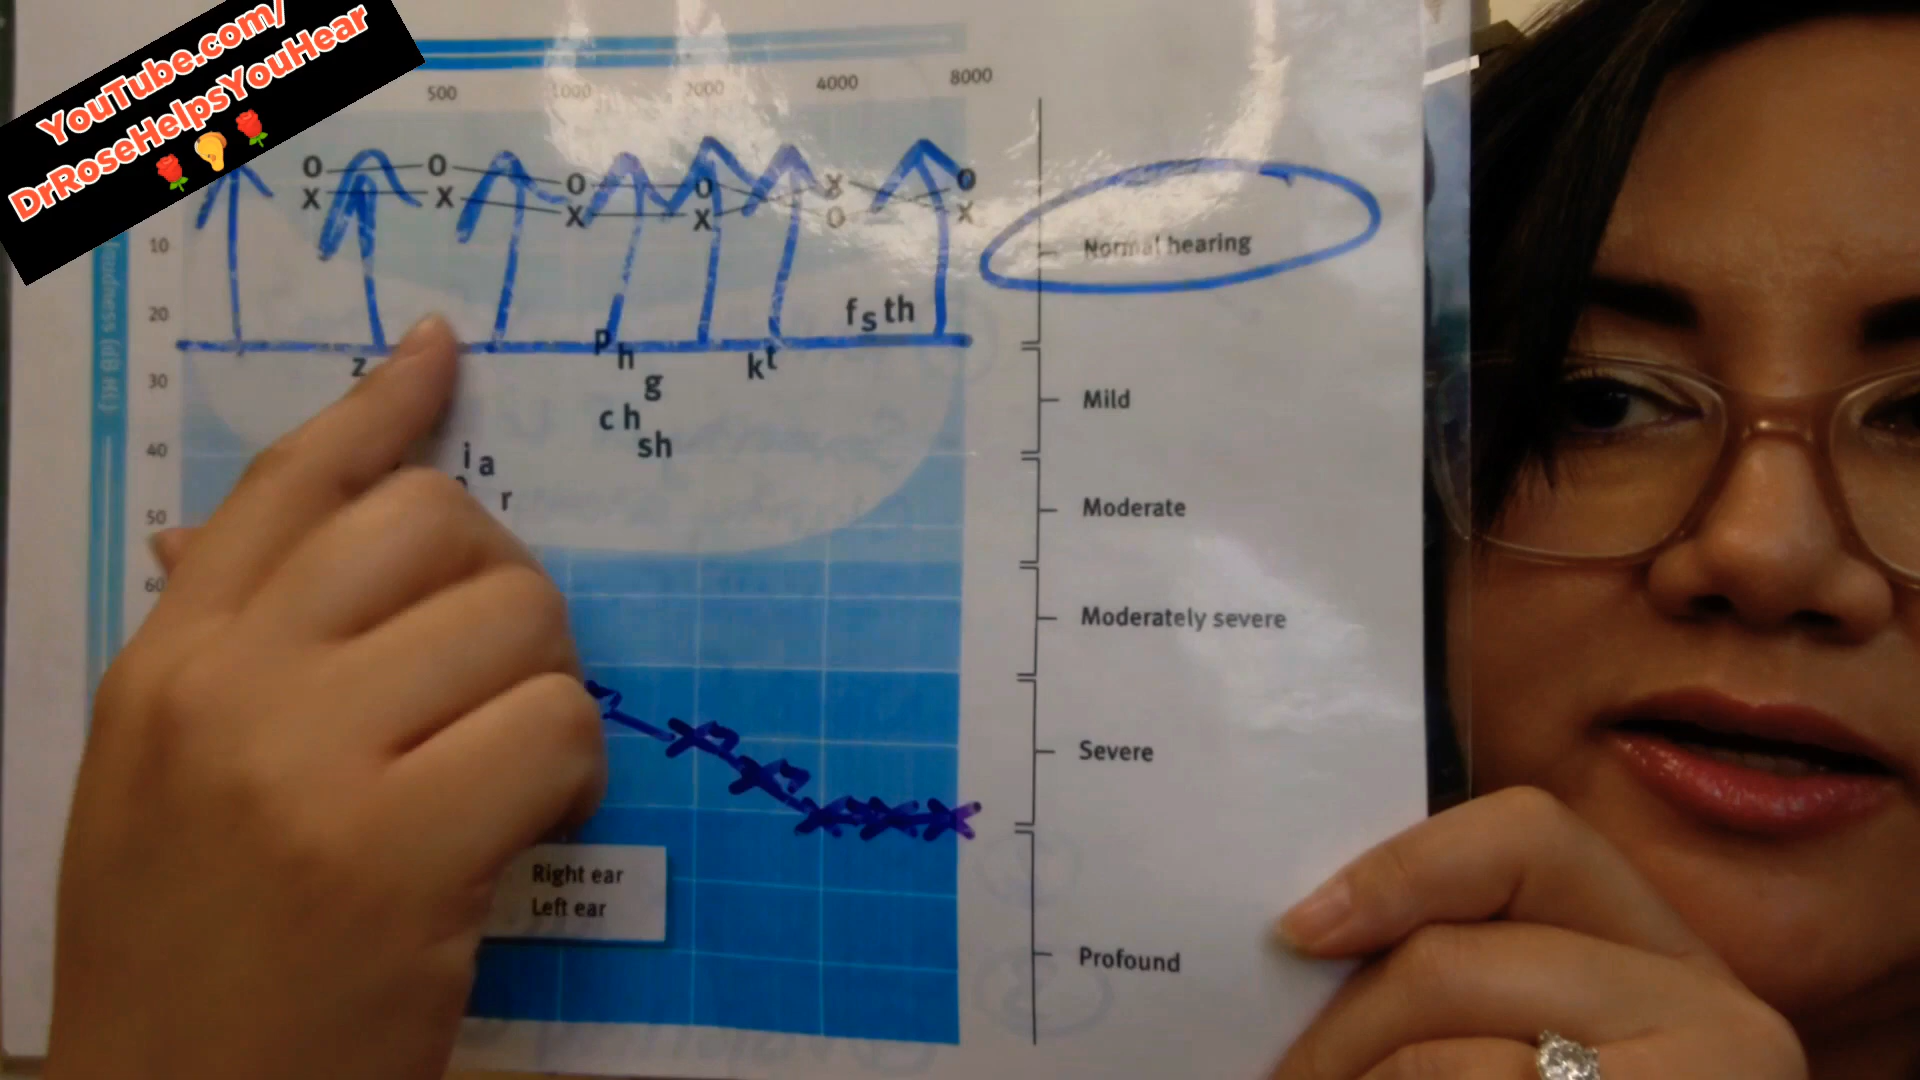 YouTube.com/
DrRoseHelpsYouHear
500 1000 2000 4000 8000
O O O O X O
X X X X O X
10
20
30
40
50
60
f s th
z p h k t
g
ch
sh
i a
r
Normal hearing
Mild
Moderate
Moderately severe
Severe
Profound
Right ear
Left ear